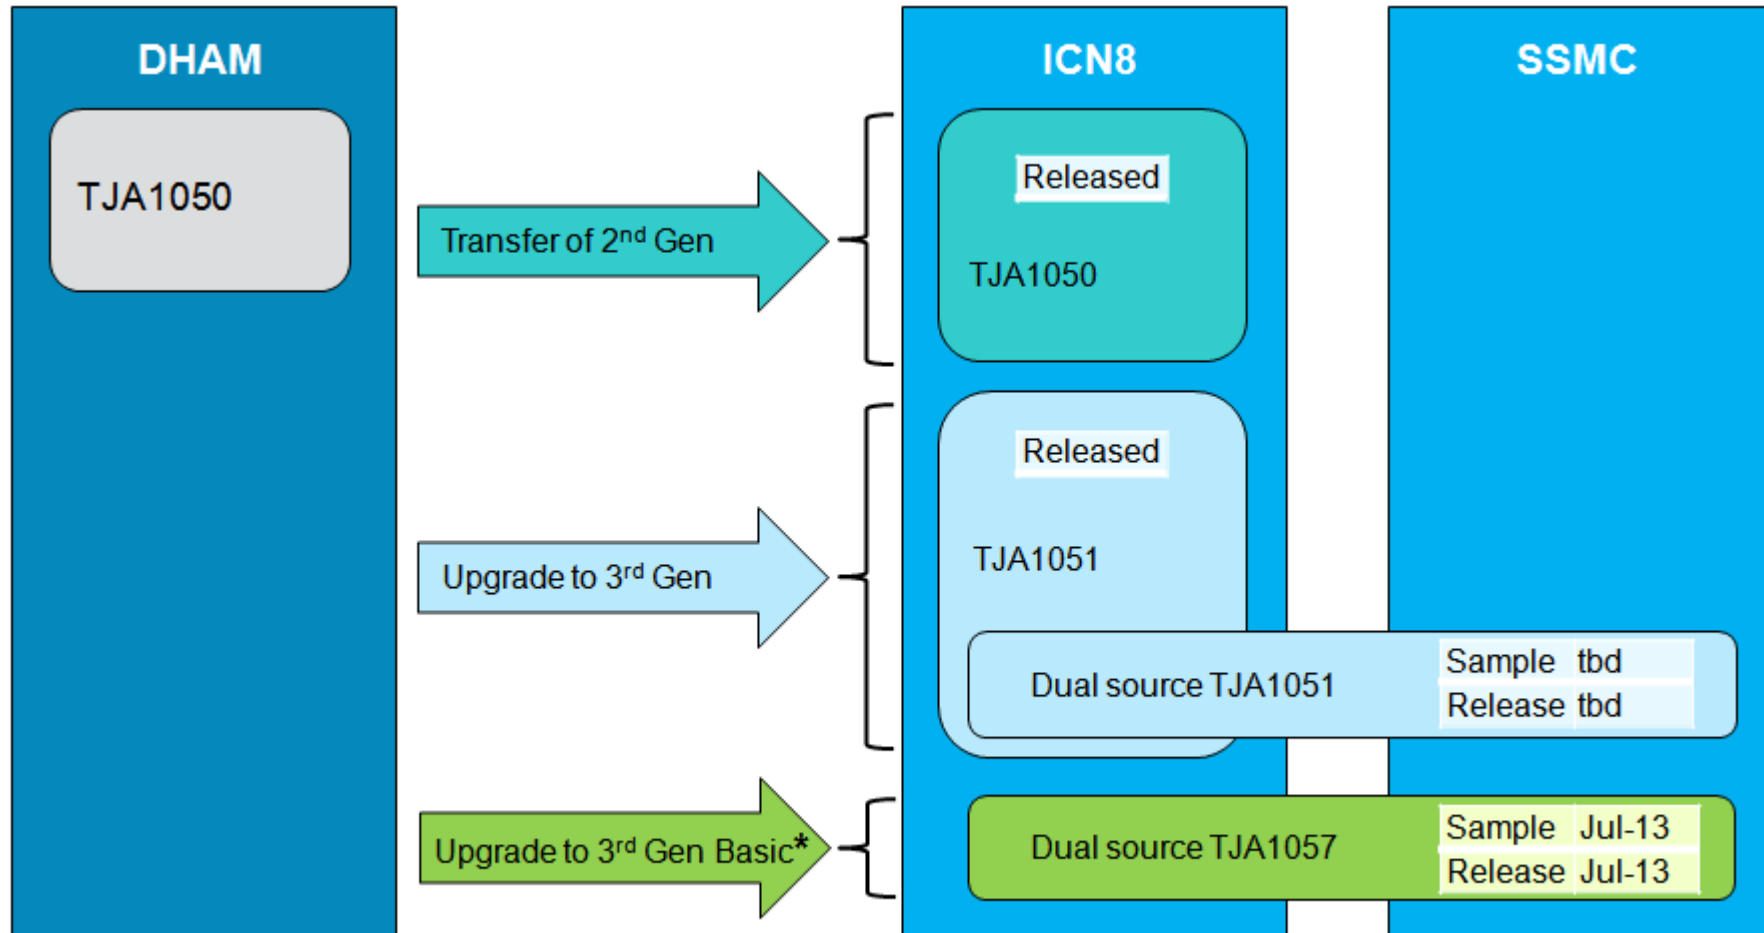 DHAM
ICN8
SSMC
TJA1050
Released
Transfer of 2nd Gen
TJA1050
Released
Upgrade to 3rd Gen
TJA1051
Dual source TJA1051
Sample tbd
Release tbd
Upgrade to 3rd Gen Basic*
Dual source TJA1057
Sample Jul-13
Release Jul-13